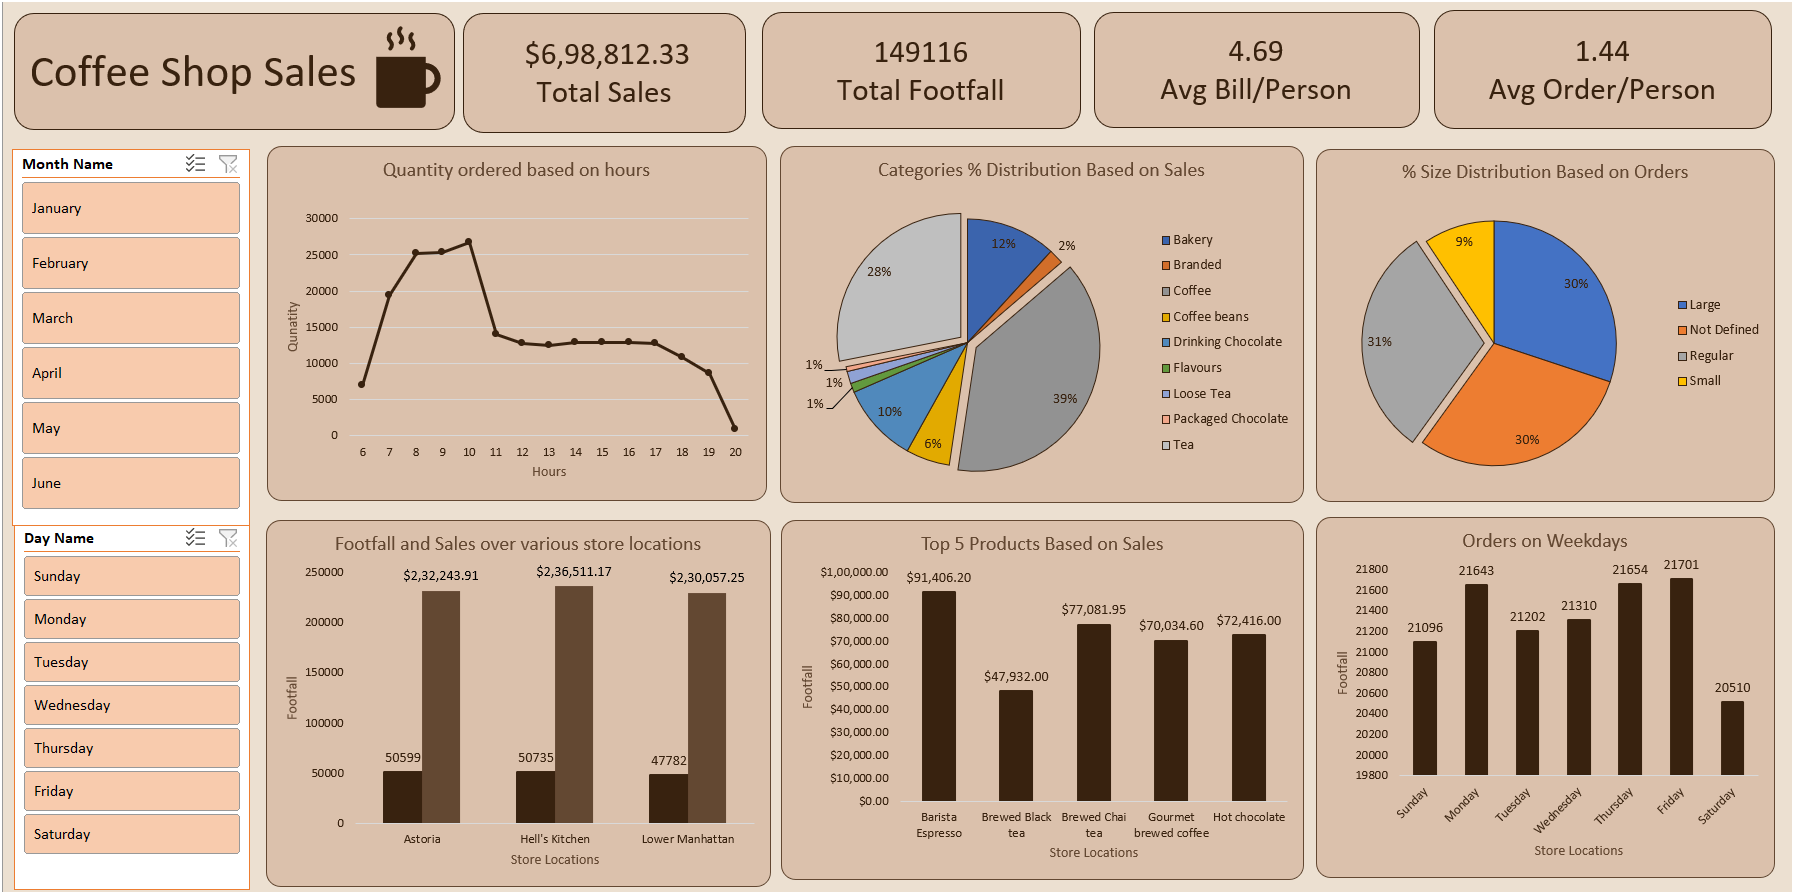 Coffee Shop Sales
$6,98,812.33
Total Sales
149116
Total Footfall
4.69
Avg Bill/Person
1.44
Avg Order/Person
Month Name
January
February
March
April
May
June
Day Name
Sunday
Monday
Tuesday
Wednesday
Thursday
Friday
Saturday
Quantity ordered based on hours
30000
25000
20000
15000
10000
5000
0
Qunatity
6 7 8 9 10 11 12 13 14 15 16 17 18 19 20
Hours
Categories % Distribution Based on Sales
12%
2%
39%
6%
10%
1%
1%
1%
28%
Bakery
Branded
Coffee
Coffee beans
Drinking Chocolate
Flavours
Loose Tea
Packaged Chocolate
Tea
% Size Distribution Based on Orders
30%
30%
31%
9%
Large
Not Defined
Regular
Small
Footfall and Sales over various store locations
250000
200000
150000
100000
50000
0
Footfall
$2,32,243.91
$2,36,511.17
$2,30,057.25
50599
50735
47782
Astoria
Hell's Kitchen
Lower Manhattan
Store Locations
Top 5 Products Based on Sales
$1,00,000.00
$90,000.00
$80,000.00
$70,000.00
$60,000.00
$50,000.00
$40,000.00
$30,000.00
$20,000.00
$10,000.00
$0.00
Footfall
$91,406.20
$47,932.00
$77,081.95
$70,034.60
$72,416.00
Barista
Espresso
Brewed Black
tea
Brewed Chai
tea
Gourmet
brewed coffee
Hot chocolate
Store Locations
Orders on Weekdays
21800
21600
21400
21200
21000
20800
20600
20400
20200
20000
19800
Footfall
21096
21643
21202
21310
21654
21701
20510
Sunday
Monday
Tuesday
Wednesday
Thursday
Friday
Saturday
Store Locations